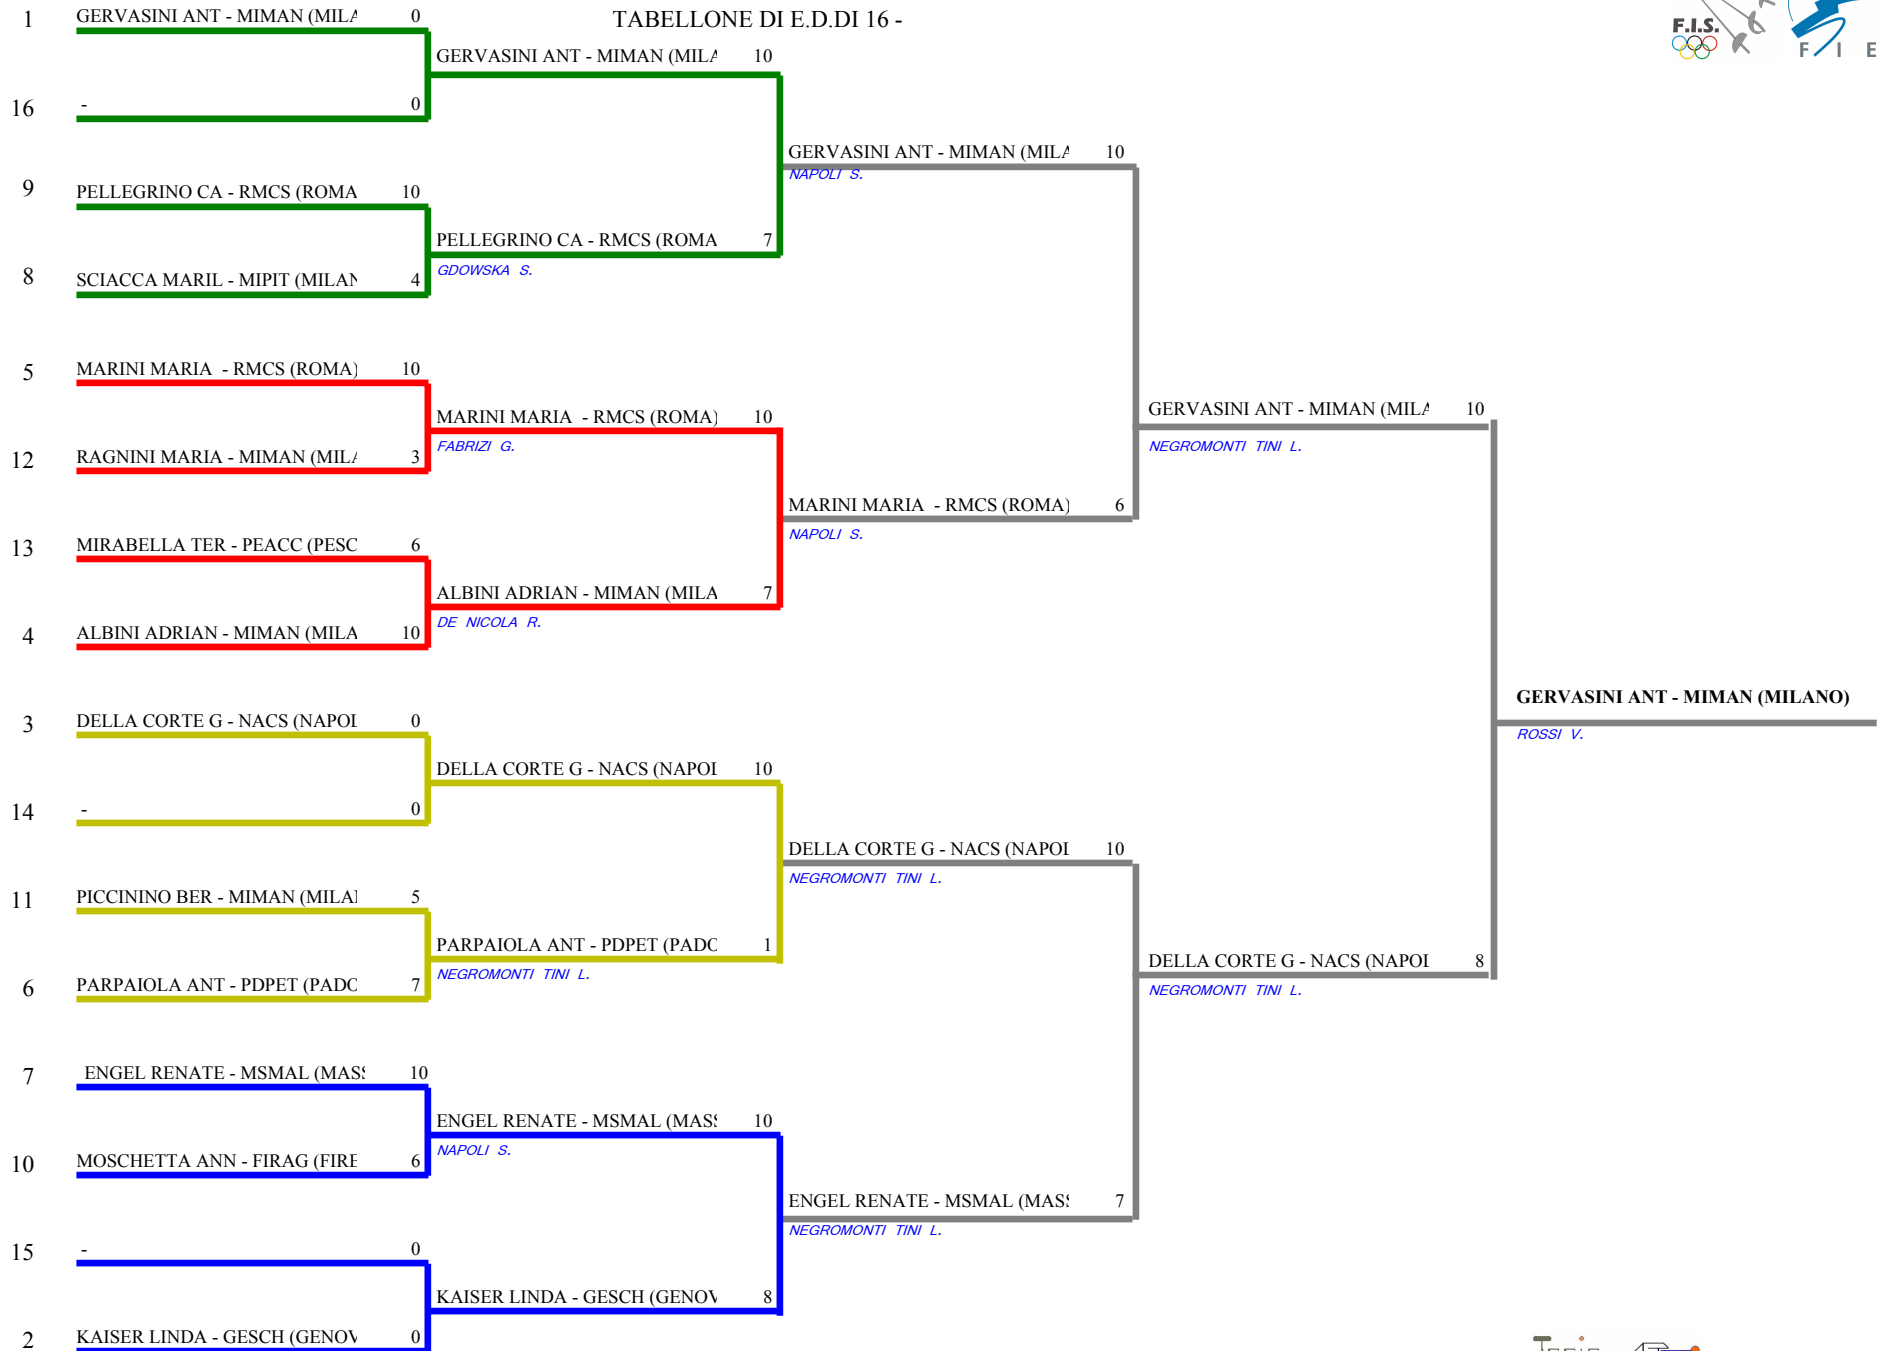 TABELLONE DI E.D.DI 16 -
F.I.S.
F I E
1 GERVASINI ANT - MIMAN (MILA 0
GERVASINI ANT - MIMAN (MILA 10
16 - 0
GERVASINI ANT - MIMAN (MILA 10
NAPOLI S.
9 PELLEGRINO CA - RMCS (ROMA 10
PELLEGRINO CA - RMCS (ROMA 7
GDOWSKA S.
8 SCIACCA MARIL - MIPIT (MILAN 4
5 MARINI MARIA - RMCS (ROMA) 10
MARINI MARIA - RMCS (ROMA) 10
FABRIZI G.
GERVASINI ANT - MIMAN (MILA 10
NEGROMONTI TINI L.
12 RAGNINI MARIA - MIMAN (MILA 3
MARINI MARIA - RMCS (ROMA) 6
NAPOLI S.
13 MIRABELLA TER - PEACC (PESC 6
ALBINI ADRIAN - MIMAN (MILA 7
DE NICOLA R.
4 ALBINI ADRIAN - MIMAN (MILA 10
GERVASINI ANT - MIMAN (MILANO)
ROSSI V.
3 DELLA CORTE G - NACS (NAPOL 0
DELLA CORTE G - NACS (NAPOL 10
14 - 0
DELLA CORTE G - NACS (NAPOL 10
NEGROMONTI TINI L.
11 PICCININO BER - MIMAN (MILAN 5
PARPAIOLA ANT - PDPET (PADO 1
NEGROMONTI TINI L.
DELLA CORTE G - NACS (NAPOL 8
NEGROMONTI TINI L.
6 PARPAIOLA ANT - PDPET (PADO 7
7 ENGEL RENATE - MSMAL (MASS 10
ENGEL RENATE - MSMAL (MASS 10
NAPOLI S.
10 MOSCHETTA ANN - FIRAG (FIRE 6
ENGEL RENATE - MSMAL (MASS 7
NEGROMONTI TINI L.
15 - 0
KAISER LINDA - GESCH (GENOV 8
2 KAISER LINDA - GESCH (GENOV 0